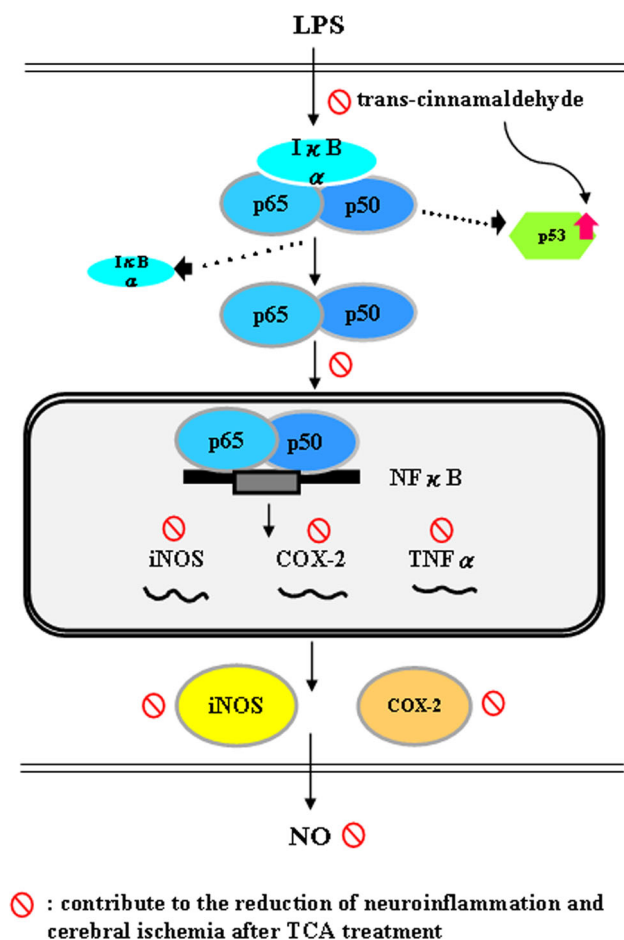 LPS
trans-cinnamaldehyde
IκB
α
p65
p50
p53
IκB
α
p65
p50
p65
p50
NFκB
iNOS
COX-2
TNFα
iNOS
COX-2
NO
: contribute to the reduction of neuroinflammation and
cerebral ischemia after TCA treatment